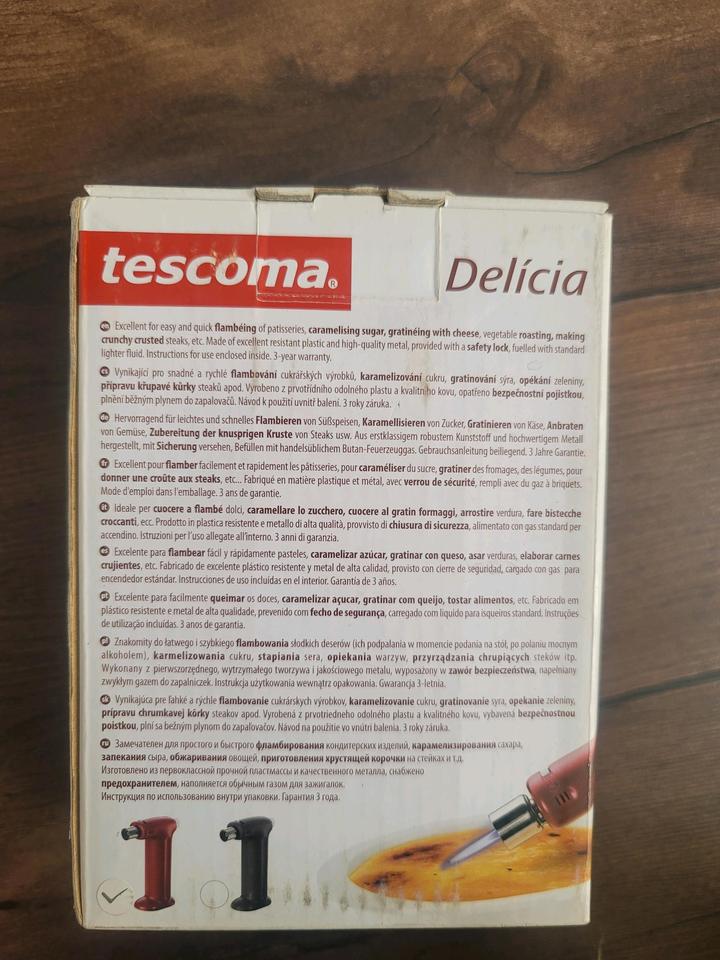 tescoma®
Delícia
en Excellent for easy and quick flambéing of patisseries, caramelising sugar, gratinéing with cheese, vegetable roasting, making
crunchy crusted steaks, etc. Made of excellent resistant plastic and high-quality metal, provided with a safety lock, fuelled with standard
lighter fluid. Instructions for use enclosed inside. 3-year warranty.
cs Vynikající pro snadné a rychlé flambování cukrářských výrobků, karamelizování cukru, gratinování sýra, opékání zeleniny,
přípravu křupavé kůrky steaků apod. Vyrobeno z prvotřídního odolného plastu a kvalitního kovu, opatřeno bezpečnostní pojistkou,
plnění běžným plynem do zapalovačů. Návod k použití uvnitř balení. 3 roky záruka.
de Hervorragend für leichtes und schnelles Flambieren von Süßspeisen, Karamellisieren von Zucker, Gratinieren von Käse, Anbraten
von Gemüse, Zubereitung der knusprigen Kruste von Steaks usw. Aus erstklassigem robustem Kunststoff und hochwertigem Metall
hergestellt, mit Sicherung versehen, Befüllen mit handelsüblichem Butan-Feuerzeuggas. Gebrauchsanleitung beiliegend. 3 Jahre Garantie.
fr Excellent pour flamber facilement et rapidement les pâtisseries, pour caraméliser du sucre, gratiner des fromages, des légumes, pour
donner une croûte aux steaks, etc... Fabriqué en matière plastique et métal, avec verrou de sécurité, rempli avec du gaz à briquets.
Mode d'emploi dans l'emballage. 3 ans de garantie.
it Ideale per cuocere a flambé dolci, caramellare lo zucchero, cuocere al gratin formaggi, arrostire verdura, fare bistecche
croccanti, ecc. Prodotto in plastica resistente e metallo di alta qualità, provvisto di chiusura di sicurezza, alimentato con gas standard per
accendino. Istruzioni per l'uso allegate all'interno. 3 anni di garanzia.
es Excelente para flambear fácil y rápidamente pasteles, caramelizar azúcar, gratinar con queso, asar verduras, elaborar carnes
crujientes, etc. Fabricado de excelente plástico resistente y metal de alta calidad, provisto con cierre de seguridad, cargado con gas para
encendedor estándar. Instrucciones de uso incluídas en el interior. Garantía de 3 años.
pt Excelente para facilmente queimar os doces, caramelizar açucar, gratinar com queijo, tostar alimentos, etc. Fabricado em
plástico resistente e metal de alta qualidade, prevenido com fecho de segurança, carregado com liquido para isqueiros standard. Instruções
de utilização incluídas. 3 anos de garantia.
pl Znakomity do łatwego i szybkiego flambowania słodkich deserów (ich podpalania w momencie podania na stół, po polaniu mocnym
alkoholem), karmelizowania cukru, stapiania sera, opiekania warzyw, przyrządzania chrupiących steków itp.
Wykonany z pierwszorzędnego, wytrzymałego tworzywa i jakościowego metalu, wyposażony w zawór bezpieczeństwa, napełniany
zwykłym gazem do zapalniczek. Instrukcja użytkowania wewnątrz opakowania. Gwarancja 3-letnia.
sk Vynikajúca pre ľahké a rýchle flambovanie cukrárskych výrobkov, karamelizovanie cukru, gratinovanie syra, opekanie zeleniny,
prípravu chrumkavej kôrky steakov apod. Vyrobená z prvotriedneho odolného plastu a kvalitného kovu, vybavená bezpečnostnou
poistkou, plní sa bežným plynom do zapaľovačov. Návod na použitie vo vnútri balenia. 3 roky záruka.
ru Замечателен для простого и быстрого фламбирования кондитерских изделий, карамелизирования сахара,
запекания сыра, обжаривания овощей, приготовления хрустящей корочки на стейках и т.д.
Изготовлено из первоклассной прочной пластмассы и качественного металла, снабжено
предохранителем, наполняется обычным газом для зажигалок.
Инструкция по использованию внутри упаковки. Гарантия 3 года.